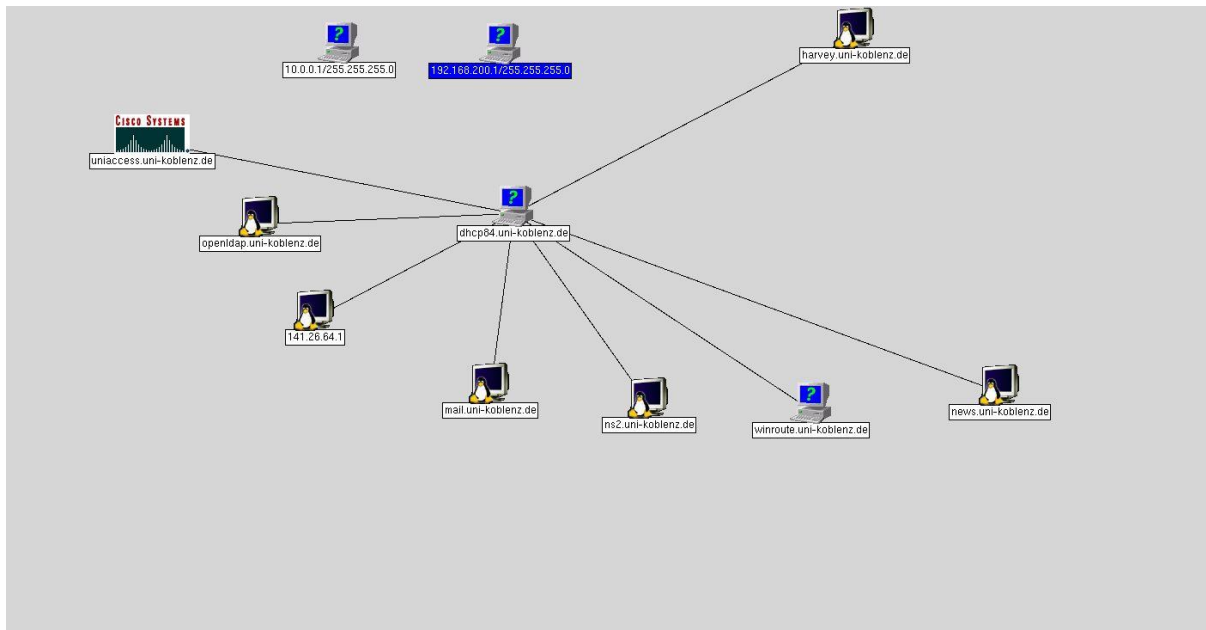 harvey.uni-koblenz.de
10.0.0.1/255.255.255.0
192.168.200.1/255.255.255.0
CISCO SYSTEMS
uniaccess.uni-koblenz.de
dhcp84.uni-koblenz.de
openldap.uni-koblenz.de
141.26.64.1
mail.uni-koblenz.de
ns2.uni-koblenz.de
winroute.uni-koblenz.de
news.uni-koblenz.de